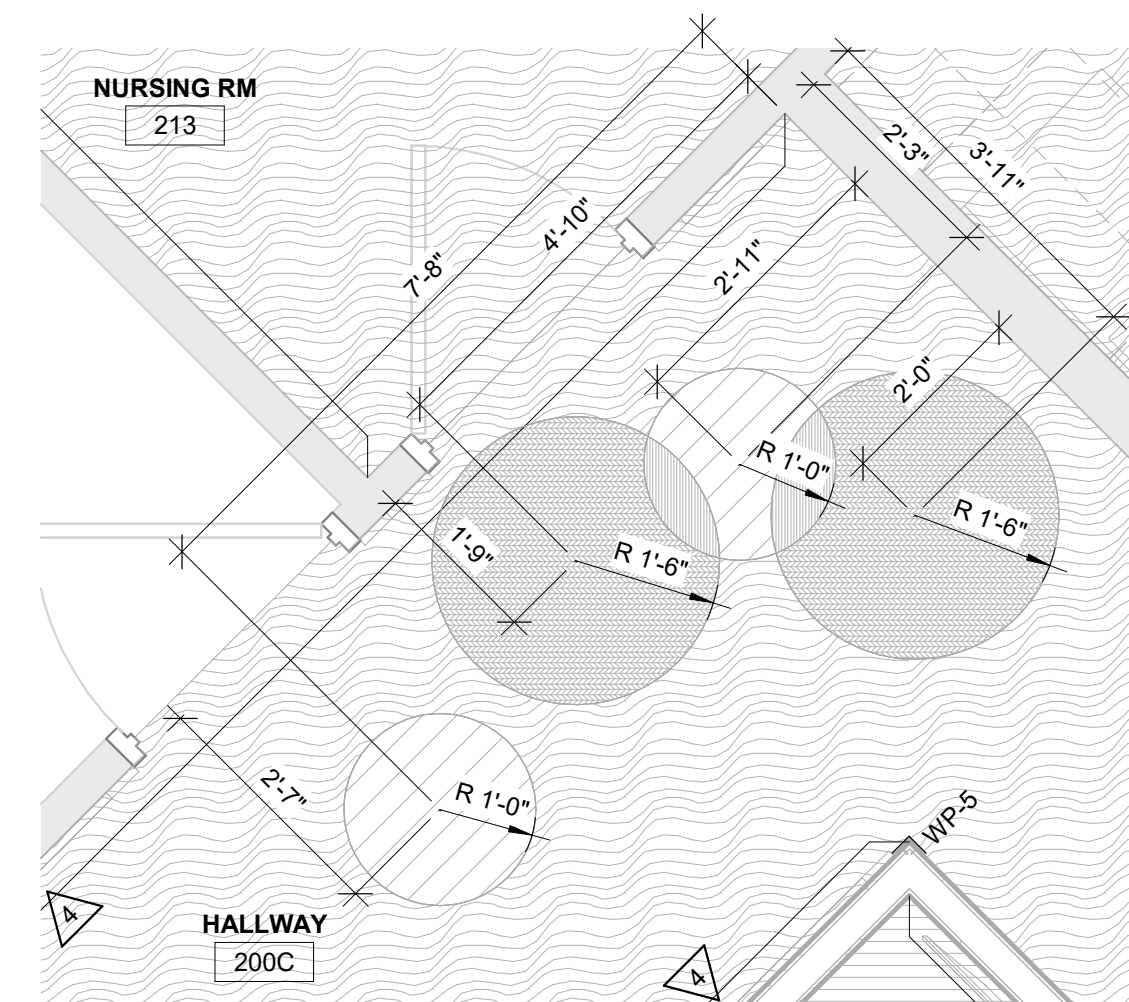 NURSING RM
213
2'-3"
3'-11"
4'-10"
7'-8"
2'-11"
2'-0"
R 1'-0"
R 1'-6"
1'-9"
R 1'-6"
2'-7"
R 1'-0"
WP-5
4
HALLWAY
200C
4